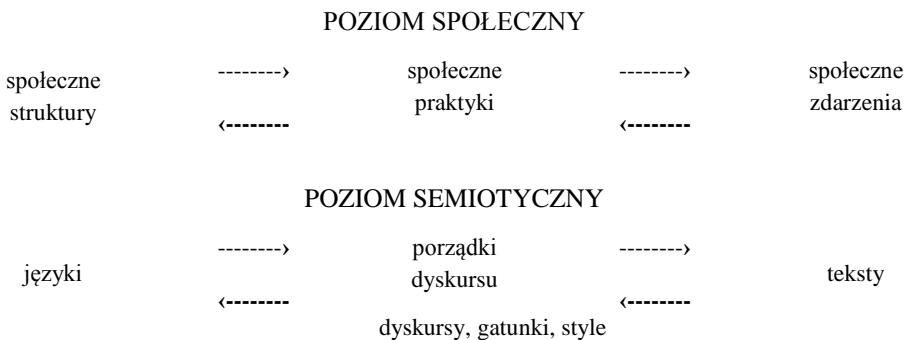 POZIOM SPOŁECZNY
społeczne struktury --------› społeczne praktyki --------› społeczne zdarzenia
‹-------- ‹--------
POZIOM SEMIOTYCZNY
języki --------› porządki dyskursu --------› teksty
‹-------- ‹--------
dyskursy, gatunki, style